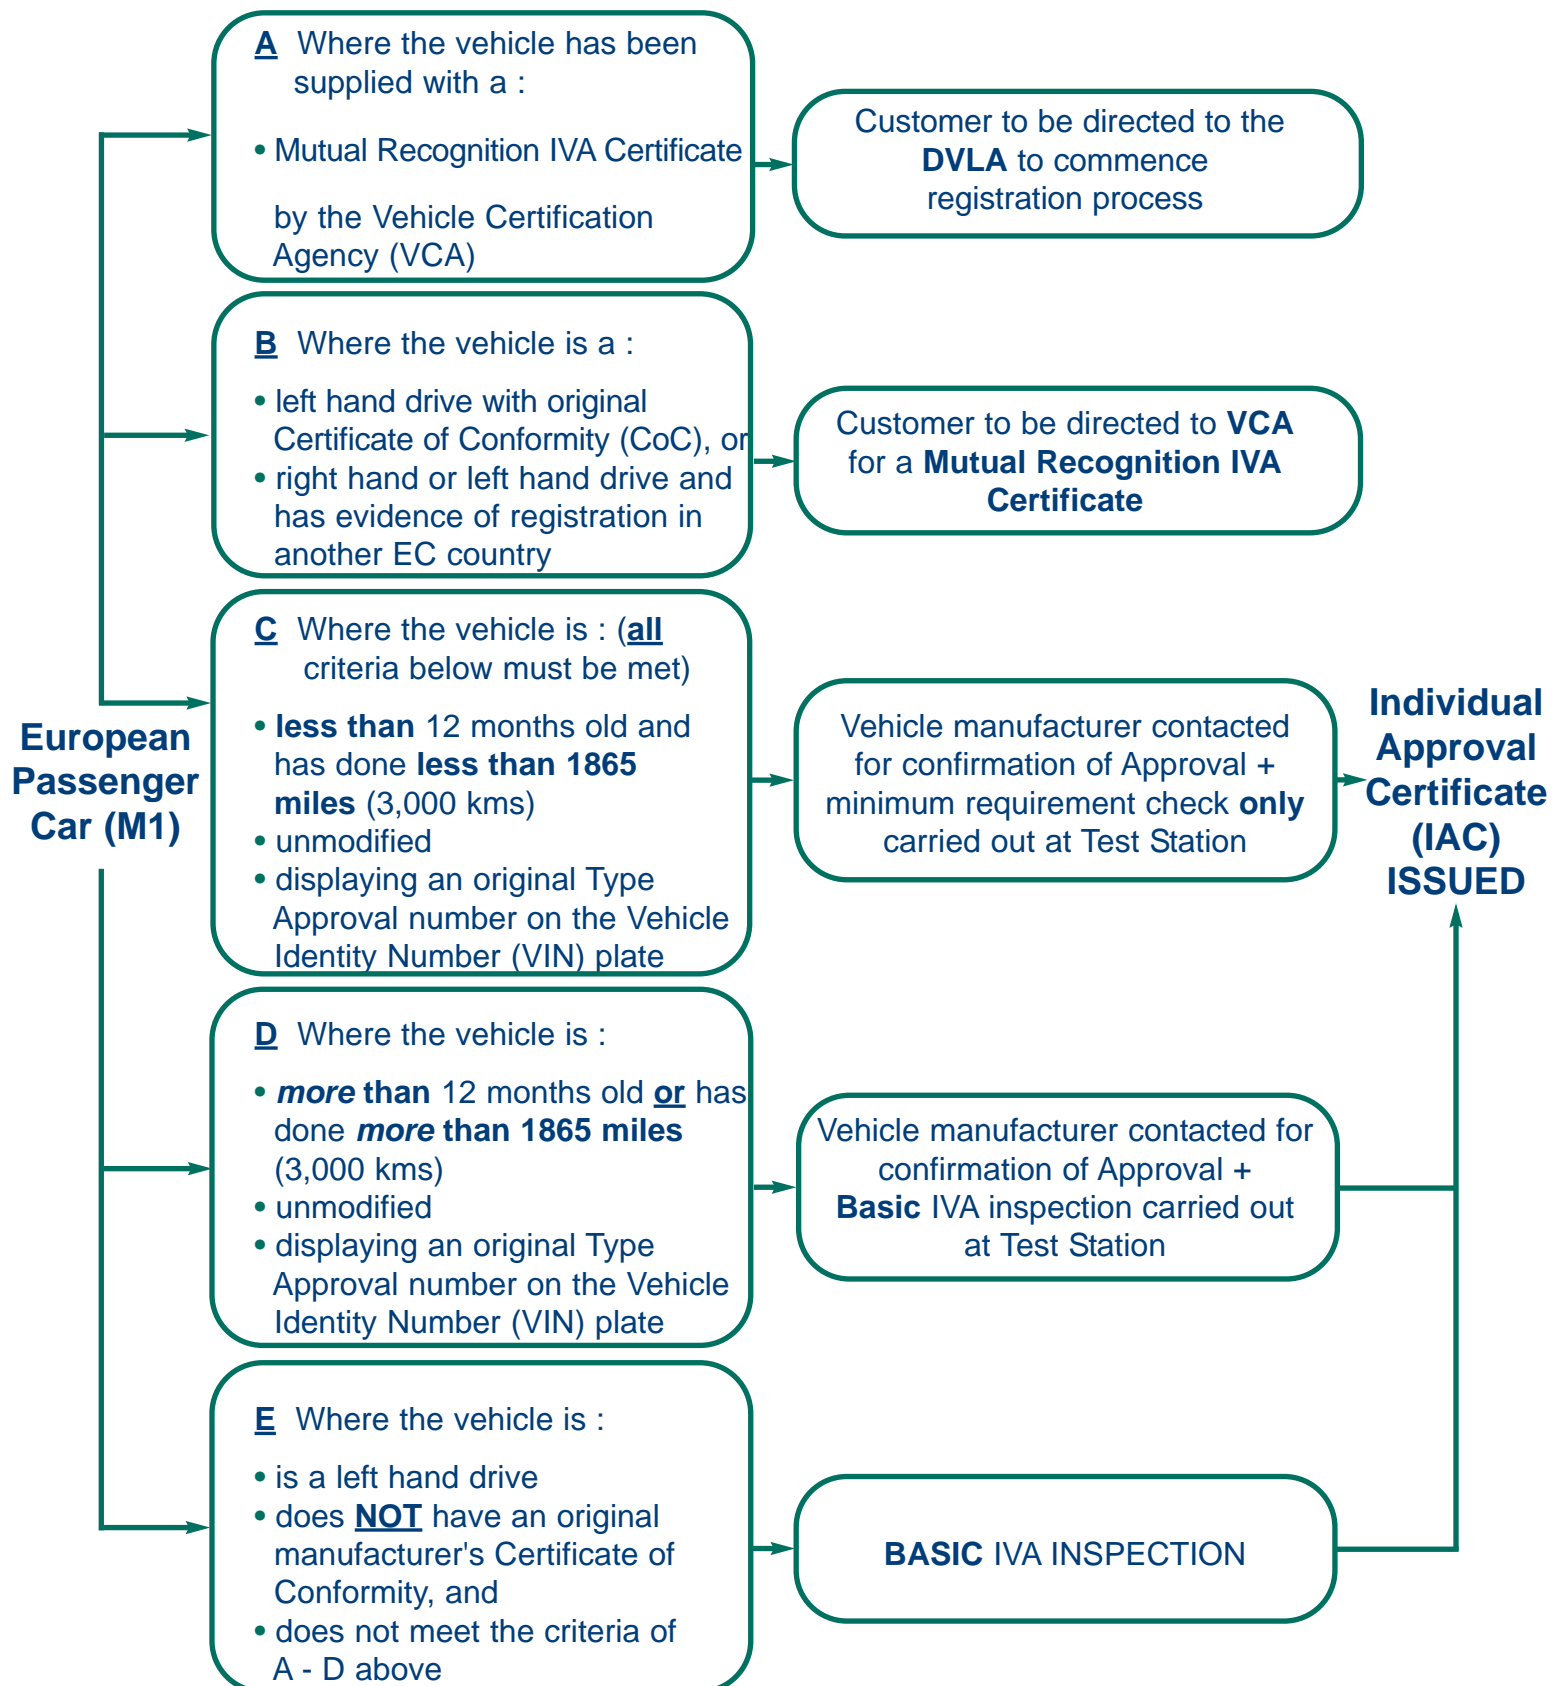 A Where the vehicle has been
supplied with a :
• Mutual Recognition IVA Certificate
by the Vehicle Certification
Agency (VCA)
Customer to be directed to the
DVLA to commence
registration process
B Where the vehicle is a :
• left hand drive with original
Certificate of Conformity (CoC), or
• right hand or left hand drive and
has evidence of registration in
another EC country
Customer to be directed to VCA
for a Mutual Recognition IVA
Certificate
European
Passenger
Car (M1)
C Where the vehicle is : (all
criteria below must be met)
• less than 12 months old and
has done less than 1865
miles (3,000 kms)
• unmodified
• displaying an original Type
Approval number on the Vehicle
Identity Number (VIN) plate
Vehicle manufacturer contacted
for confirmation of Approval +
minimum requirement check only
carried out at Test Station
Individual
Approval
Certificate
(IAC)
ISSUED
D Where the vehicle is :
• more than 12 months old or has
done more than 1865 miles
(3,000 kms)
• unmodified
• displaying an original Type
Approval number on the Vehicle
Identity Number (VIN) plate
Vehicle manufacturer contacted for
confirmation of Approval +
Basic IVA inspection carried out
at Test Station
E Where the vehicle is :
• is a left hand drive
• does NOT have an original
manufacturer's Certificate of
Conformity, and
• does not meet the criteria of
A - D above
BASIC IVA INSPECTION